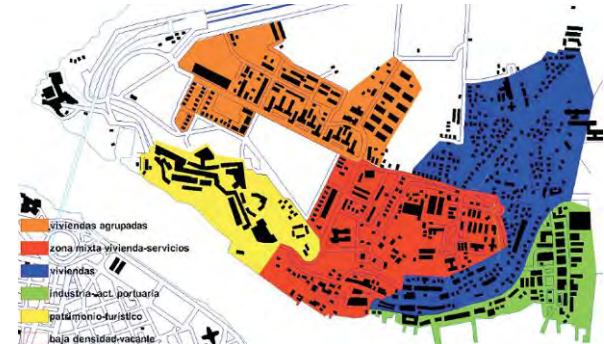 viviendas agrupadas
zona mixta vivienda-servicios
viviendas
industria-act. portuaria
patrimonio-turístico
baja densidad-vacante